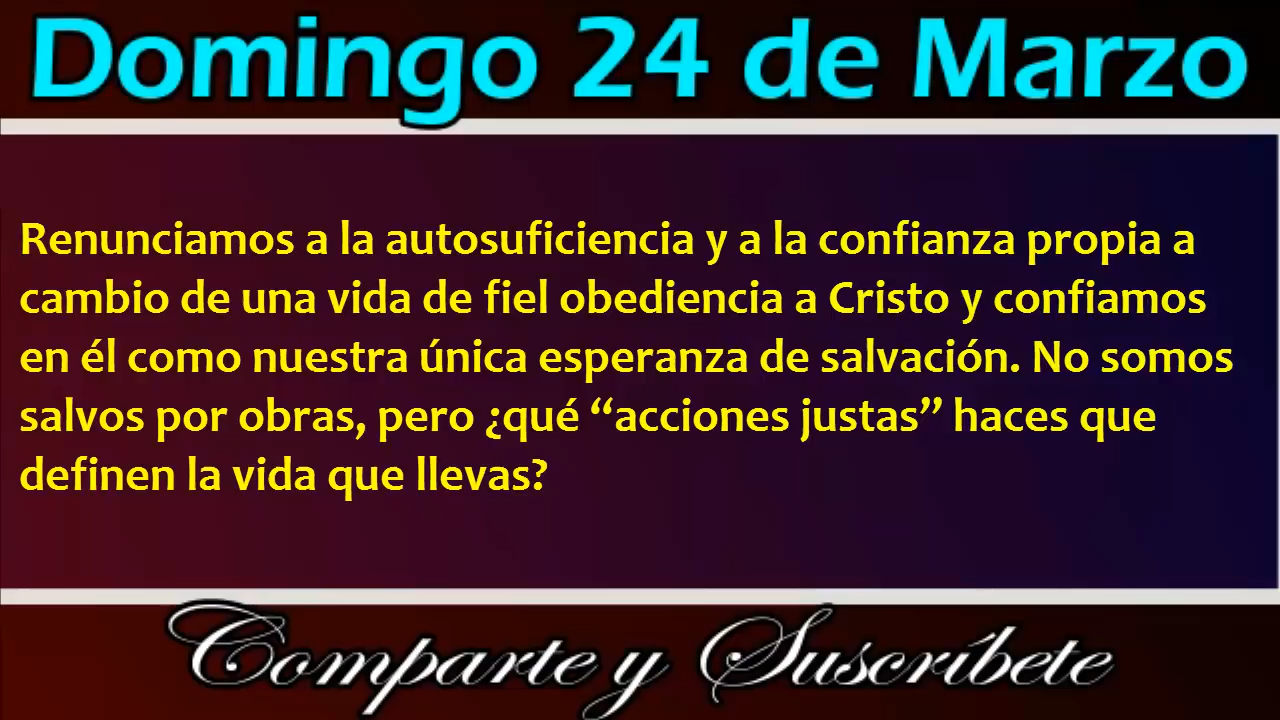 Domingo 24 de Marzo
Renunciamos a la autosuficiencia y a la confianza propia a
cambio de una vida de fiel obediencia a Cristo y confiamos
en él como nuestra única esperanza de salvación. No somos
salvos por obras, pero ¿qué “acciones justas” haces que
definen la vida que llevas?
Comparte y Suscríbete